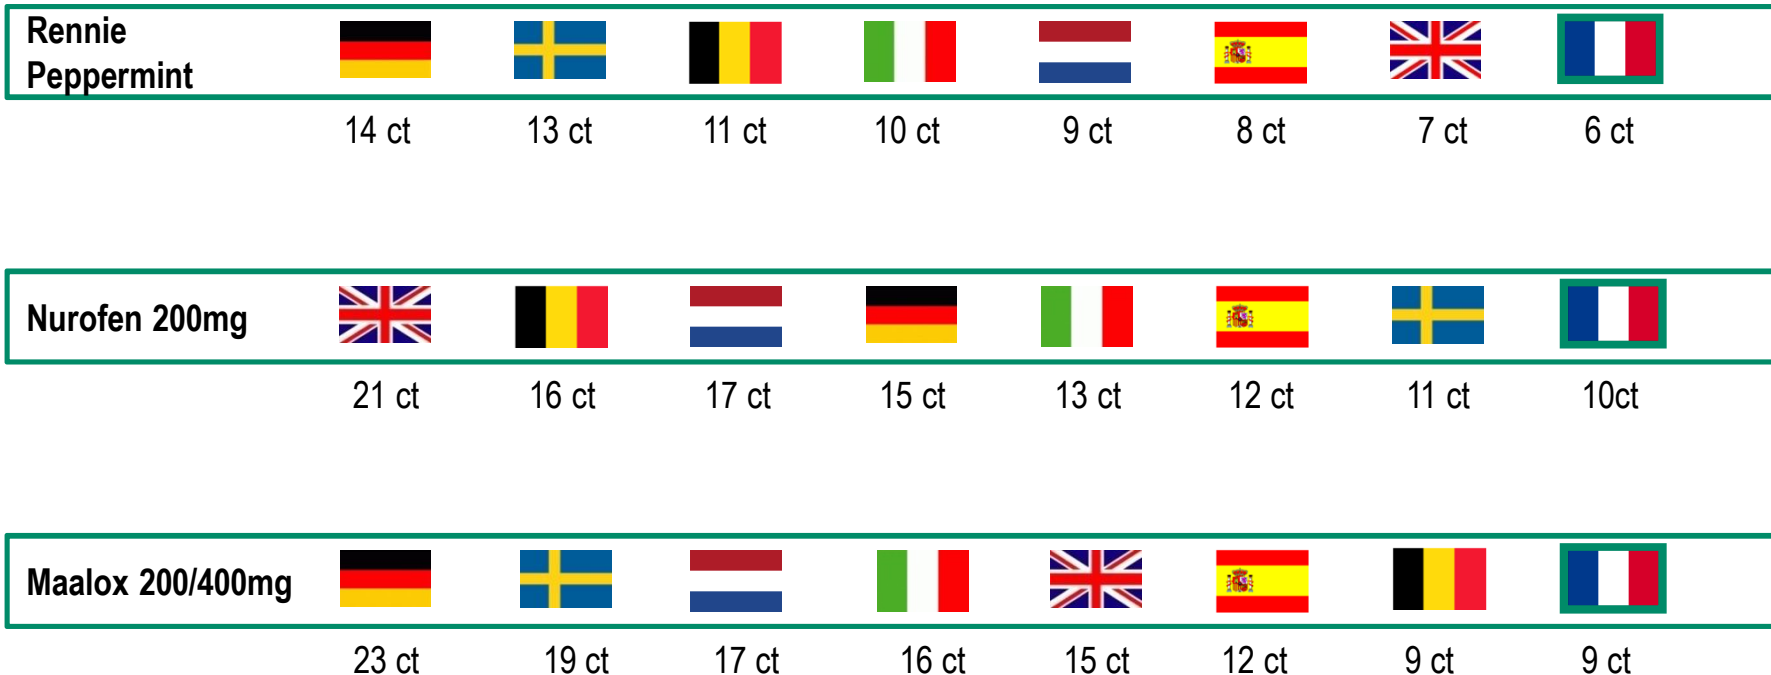 Rennie
Peppermint
14 ct 13 ct 11 ct 10 ct 9 ct 8 ct 7 ct 6 ct
Nurofen 200mg
21 ct 16 ct 17 ct 15 ct 13 ct 12 ct 11 ct 10ct
Maalox 200/400mg
23 ct 19 ct 17 ct 16 ct 15 ct 12 ct 9 ct 9 ct